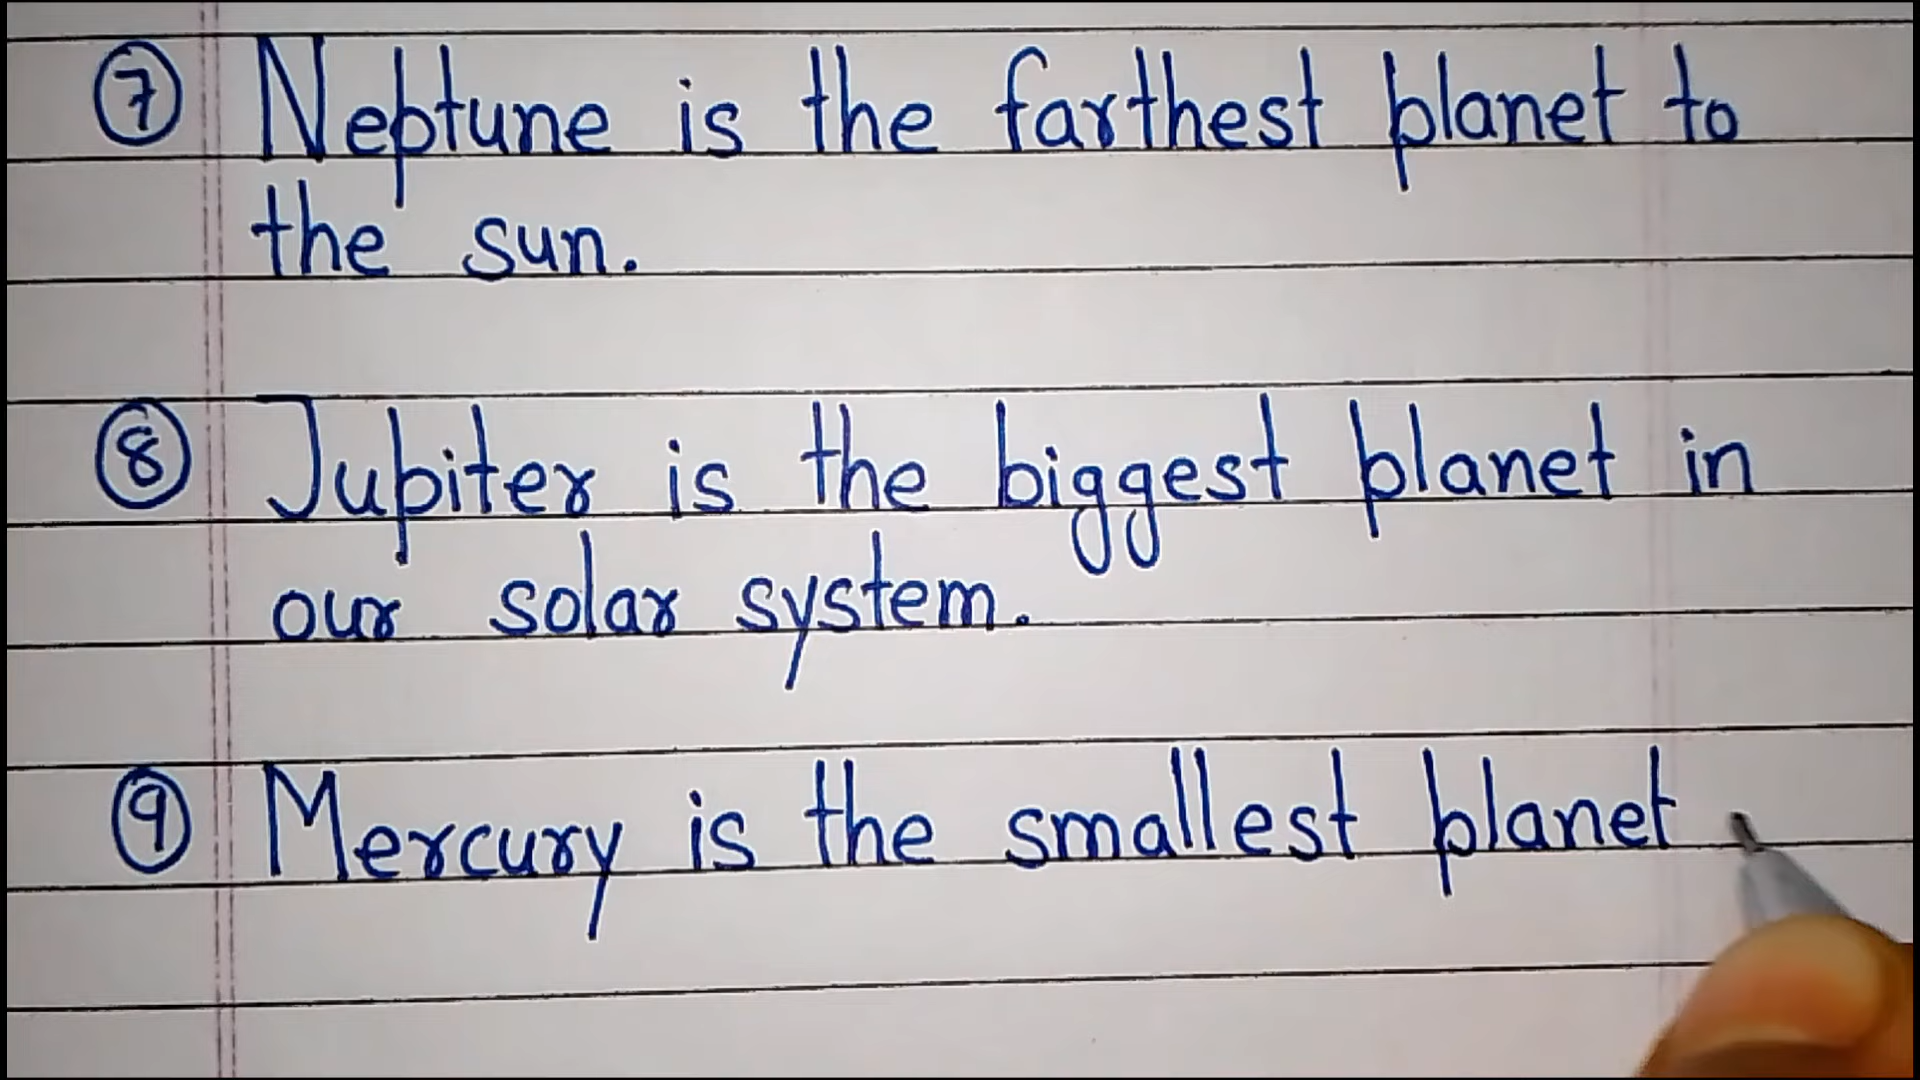 7 Neptune is the farthest planet to
the sun.
8 Jupiter is the biggest planet in
our solar system.
9 Mercury is the smallest planet